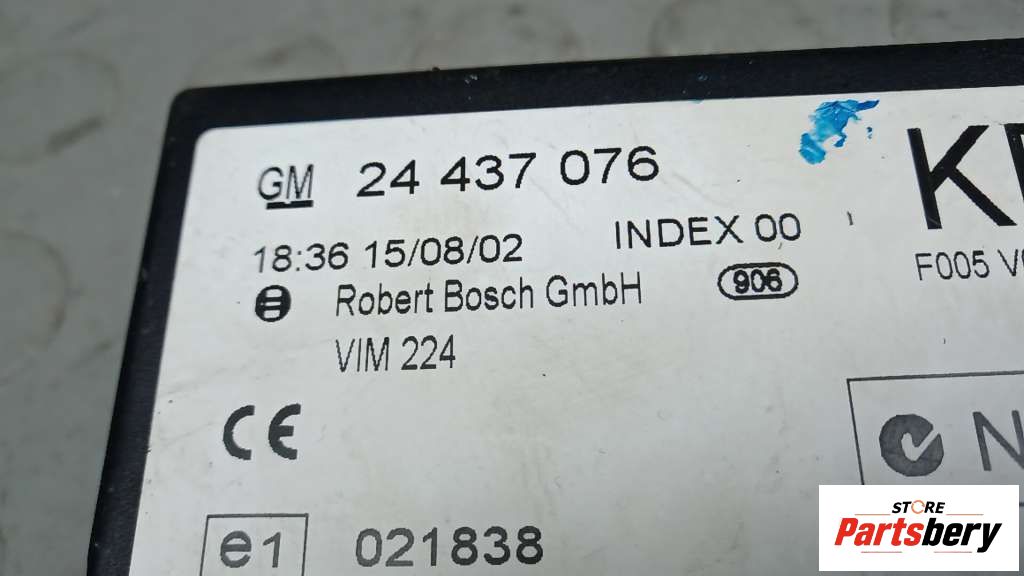 GM 24 437 076
18:36 15/08/02 INDEX 00
Robert Bosch GmbH 906
VIM 224
F005
CE
N
e1 021838
STORE
Partsbery